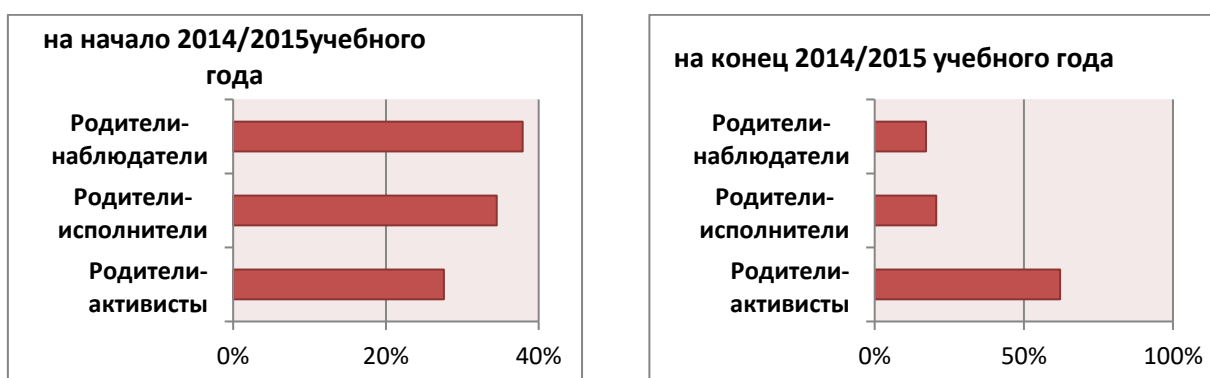 на начало 2014/2015учебного
года
Родители-
наблюдатели
Родители-
исполнители
Родители-
активисты
0% 20% 40%
на конец 2014/2015 учебного года
Родители-
наблюдатели
Родители-
исполнители
Родители-
активисты
0% 50% 100%